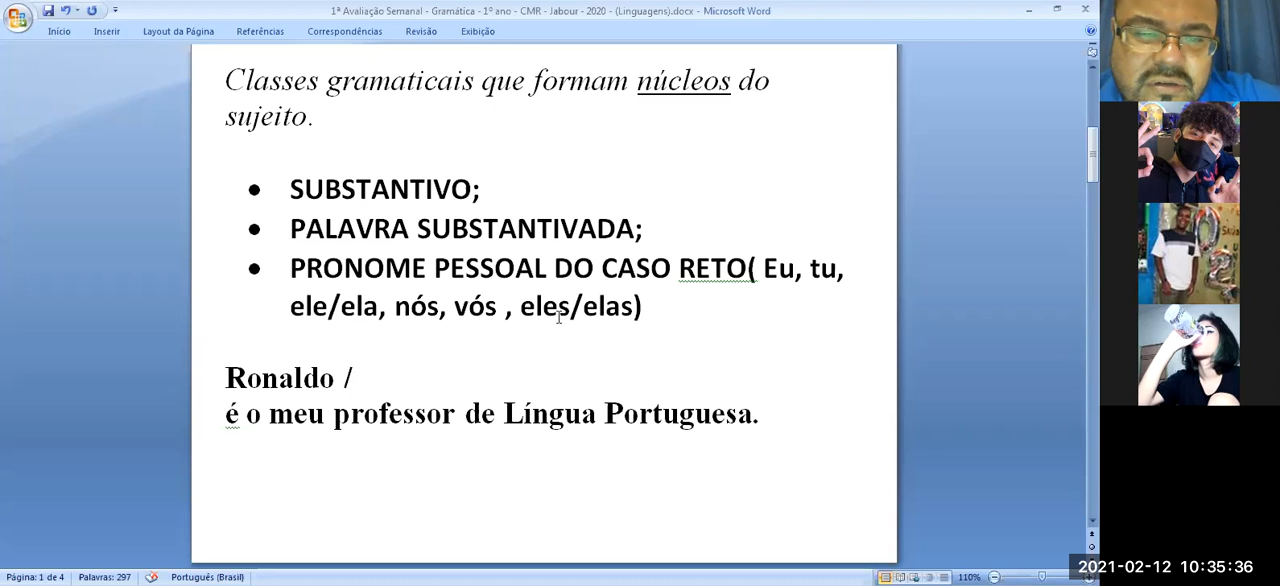 1ª Avaliação Semanal - Gramática - 1º ano - CMR - Jabour - 2020 - (Linguagens).docx - Microsoft Word
Início Inserir Layout da Página Referências Correspondências Revisão Exibição
Classes gramaticais que formam núcleos do
sujeito.
• SUBSTANTIVO;
• PALAVRA SUBSTANTIVADA;
• PRONOME PESSOAL DO CASO RETO( Eu, tu,
ele/ela, nós, vós , eles/elas)
Ronaldo /
é o meu professor de Língua Portuguesa.
Página: 1 de 4 Palavras: 297 Português (Brasil) 110%
2021-02-12 10:35:36